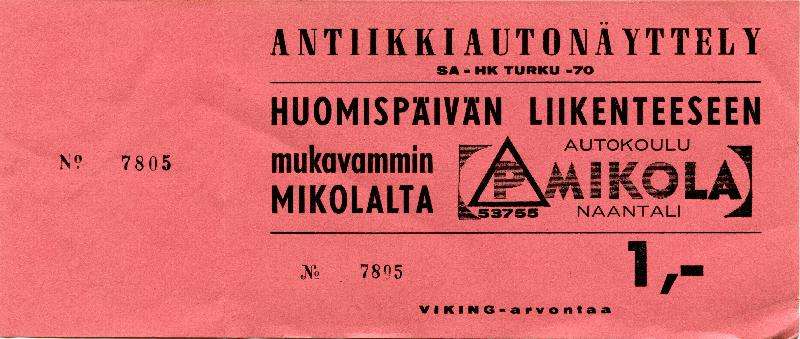 ANTIIKKIAUTONÄYTTELY
SA - HK TURKU -70
HUOMISPÄIVÄN LIIKENTEESEEN
mukavammin
MIKOLALTA
P
53755
AUTOKOULU
MIKOLA
NAANTALI
Nº 7805
Nº 7805
1,-
VIKING-arvontaa